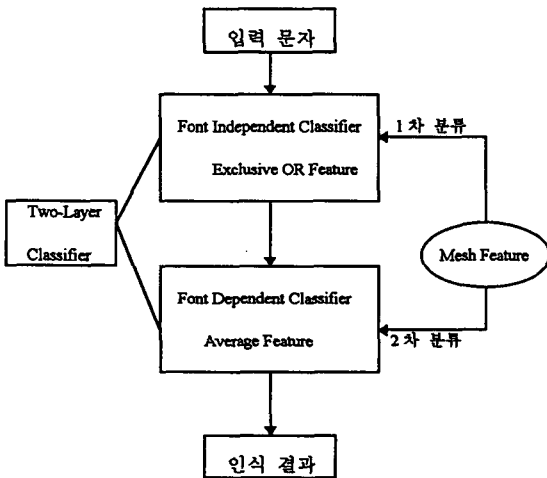 입력 문자
Font Independent Classifier
Exclusive OR Feature
1차 분류
Two-Layer
Classifier
Mesh Feature
Font Dependent Classifier
Average Feature
2차 분류
인식 결과